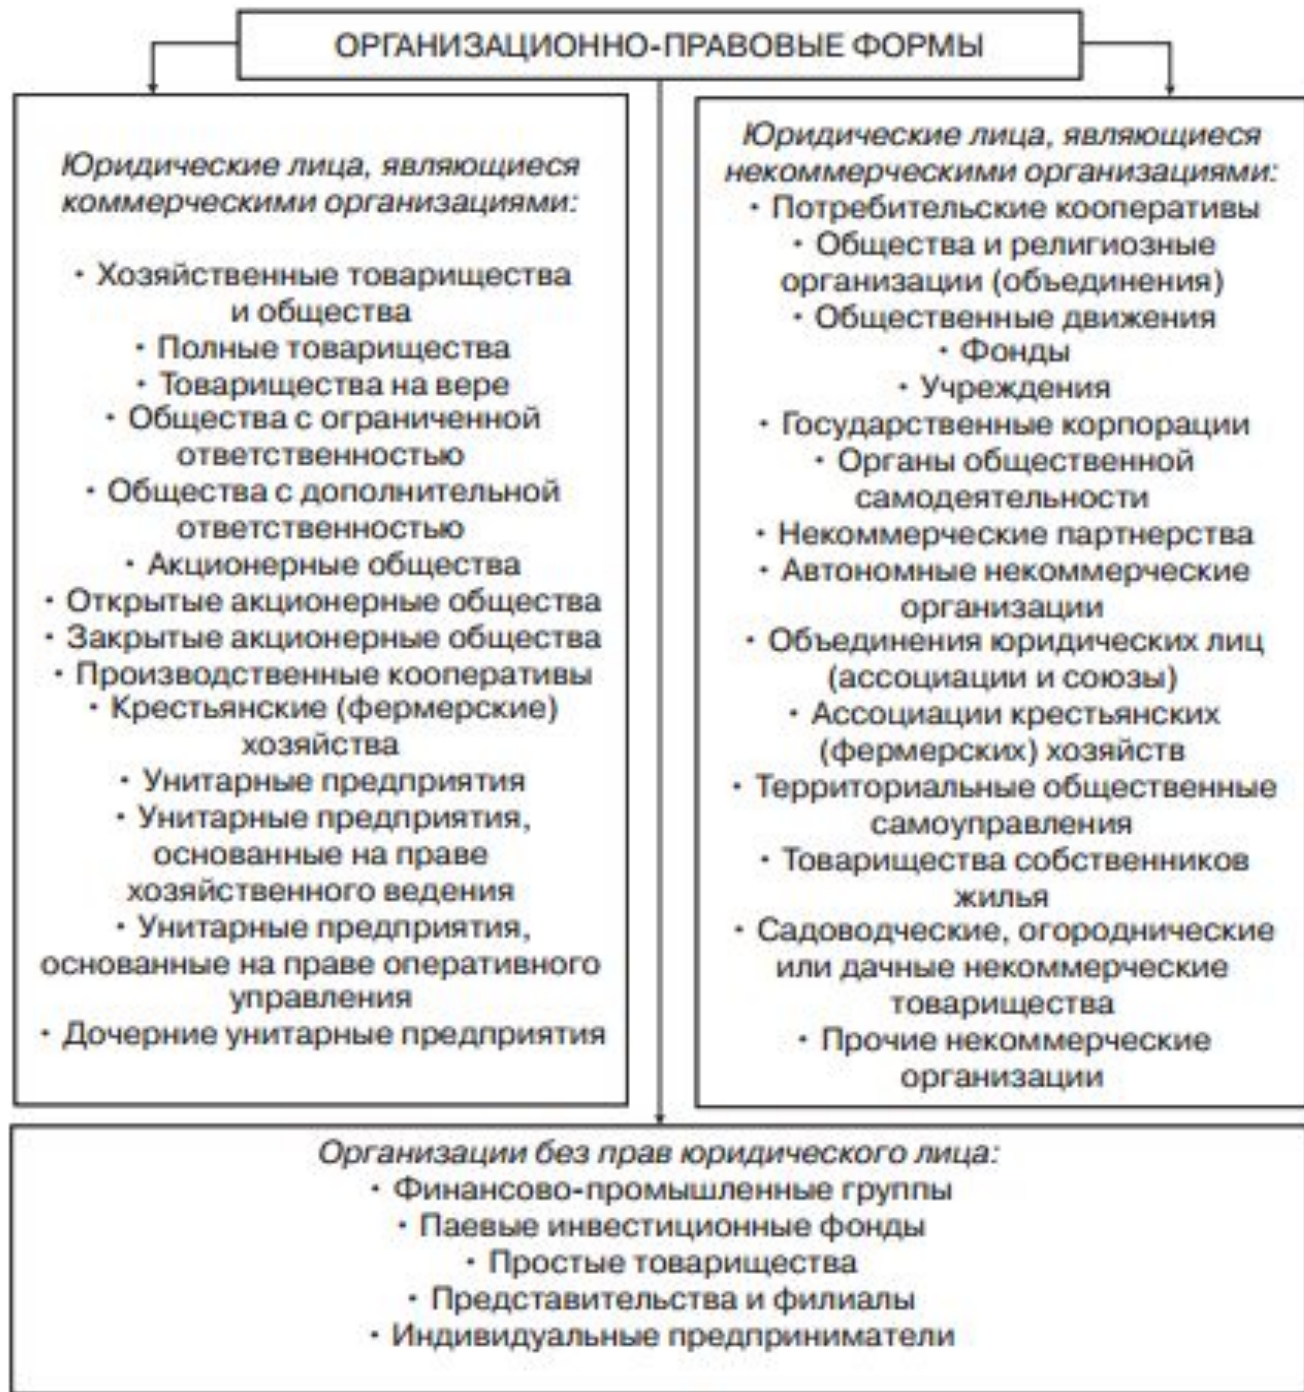 ОРГАНИЗАЦИОННО-ПРАВОВЫЕ ФОРМЫ
Юридические лица, являющиеся
коммерческими организациями:
• Хозяйственные товарищества
и общества
• Полные товарищества
• Товарищества на вере
• Общества с ограниченной
ответственностью
• Общества с дополнительной
ответственностью
• Акционерные общества
• Открытые акционерные общества
• Закрытые акционерные общества
• Производственные кооперативы
• Крестьянские (фермерские)
хозяйства
• Унитарные предприятия
• Унитарные предприятия,
основанные на праве
хозяйственного ведения
• Унитарные предприятия,
основанные на праве оперативного
управления
• Дочерние унитарные предприятия
Юридические лица, являющиеся
некоммерческими организациями:
• Потребительские кооперативы
• Общества и религиозные
организации (объединения)
• Общественные движения
• Фонды
• Учреждения
• Государственные корпорации
• Органы общественной
самодеятельности
• Некоммерческие партнерства
• Автономные некоммерческие
организации
• Объединения юридических лиц
(ассоциации и союзы)
• Ассоциации крестьянских
(фермерских) хозяйств
• Территориальные общественные
самоуправления
• Товарищества собственников
жилья
• Садоводческие, огороднические
или дачные некоммерческие
товарищества
• Прочие некоммерческие
организации
Организации без прав юридического лица:
• Финансово-промышленные группы
• Паевые инвестиционные фонды
• Простые товарищества
• Представительства и филиалы
• Индивидуальные предприниматели